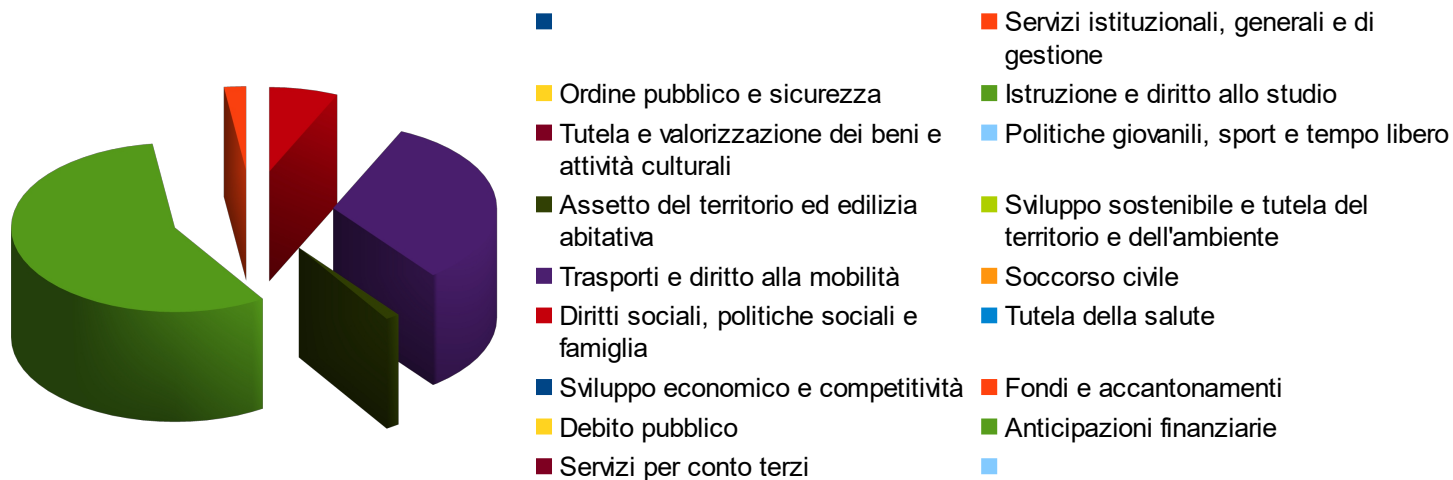 Servizi istituzionali, generali e di
gestione
Ordine pubblico e sicurezza
Istruzione e diritto allo studio
Tutela e valorizzazione dei beni e
attività culturali
Politiche giovanili, sport e tempo libero
Assetto del territorio ed edilizia
abitativa
Sviluppo sostenibile e tutela del
territorio e dell'ambiente
Trasporti e diritto alla mobilità
Soccorso civile
Diritti sociali, politiche sociali e
famiglia
Tutela della salute
Sviluppo economico e competitività
Fondi e accantonamenti
Debito pubblico
Anticipazioni finanziarie
Servizi per conto terzi